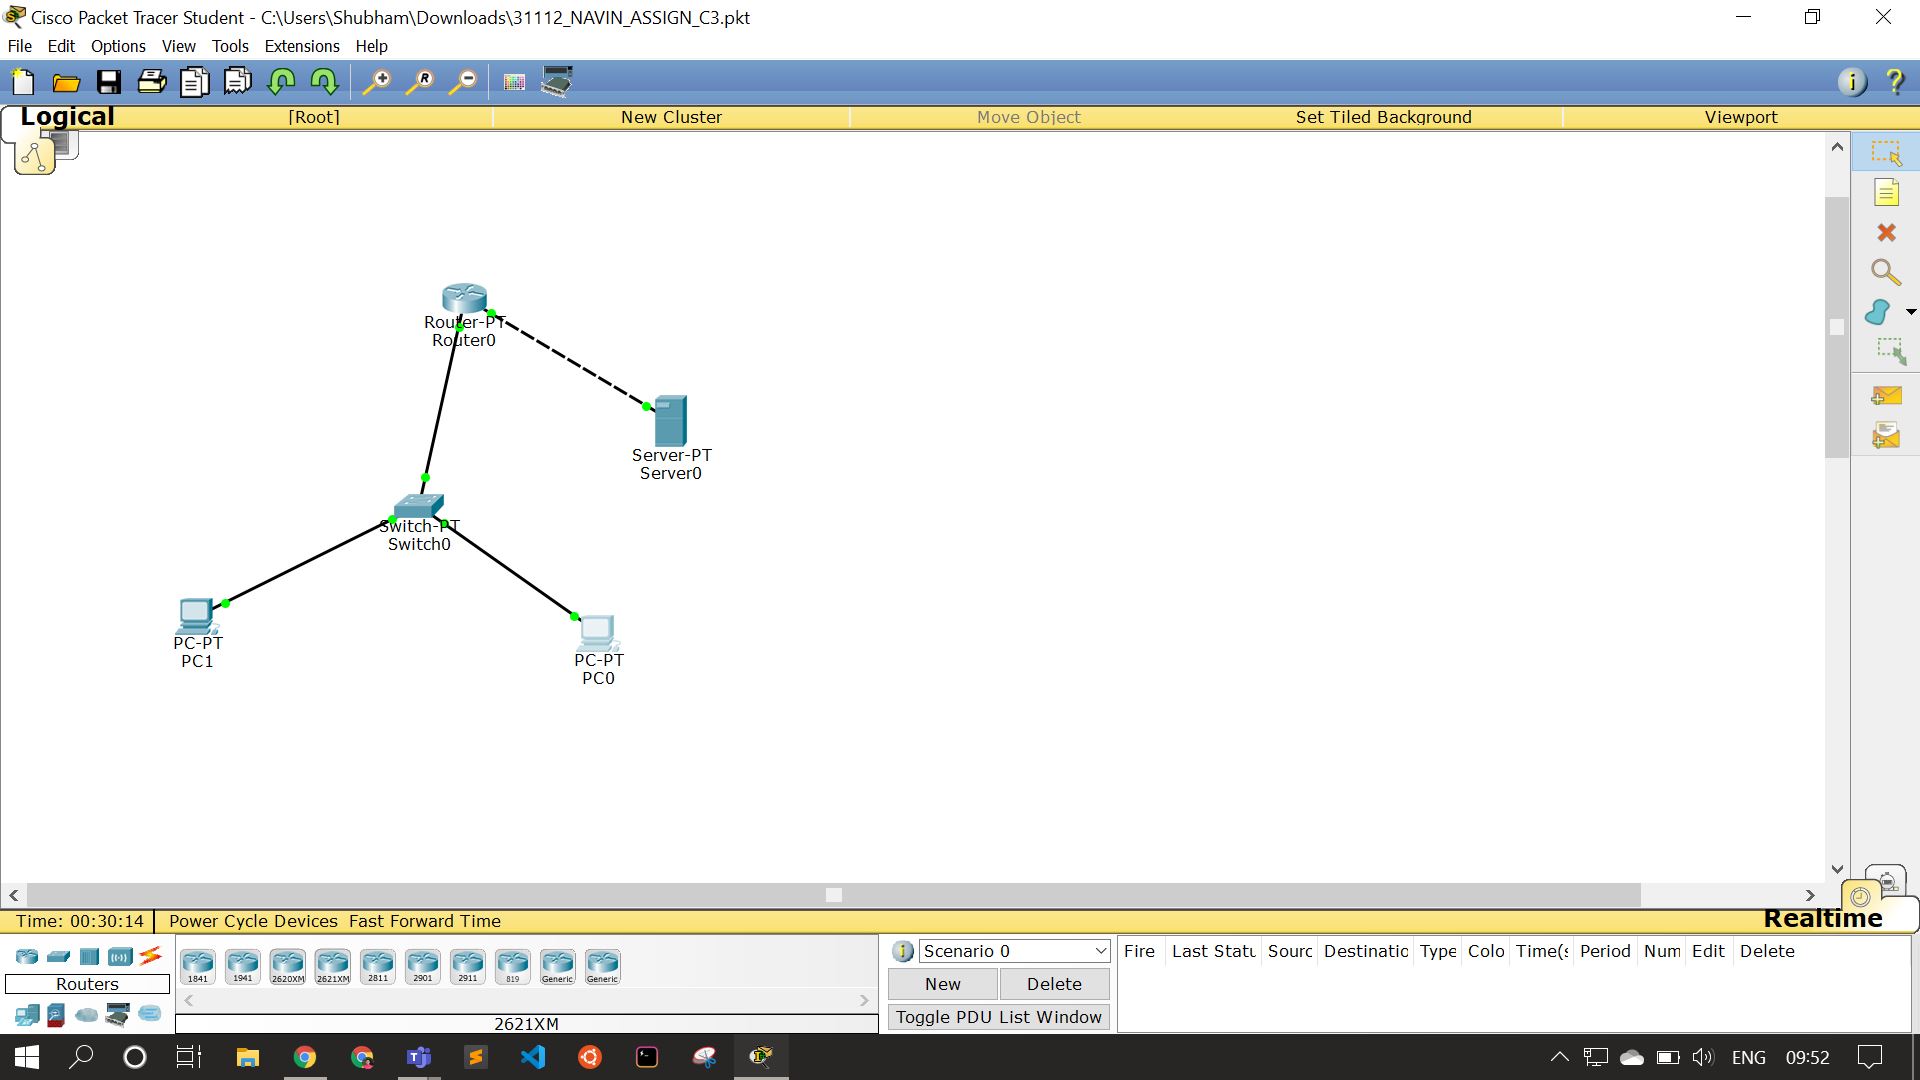 Cisco Packet Tracer Student - C:\Users\Shubham\Downloads\31112_NAVIN_ASSIGN_C3.pkt
File Edit Options View Tools Extensions Help
Logical [Root] New Cluster Move Object Set Tiled Background Viewport
Router-PT
Router0
Server-PT
Server0
Switch-PT
Switch0
PC-PT
PC1
PC-PT
PC0
Time: 00:30:14 Power Cycle Devices Fast Forward Time Realtime
Routers
1841 1941 2620XM 2621XM 2811 2901 2911 819 Generic Generic
2621XM
Scenario 0
New Delete
Toggle PDU List Window
Fire Last Statu Sourc Destinatio Type Colo Time(s Period Num Edit Delete
ENG 09:52